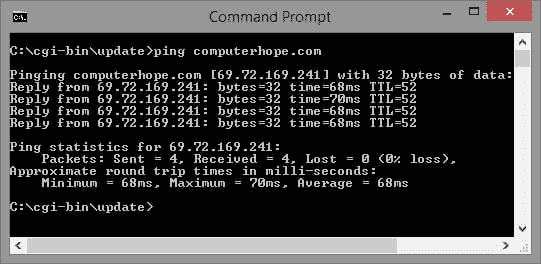 Command Prompt
C:\cgi-bin\update>ping computerhope.com
Pinging computerhope.com [69.72.169.241] with 32 bytes of data:
Reply from 69.72.169.241: bytes=32 time=68ms TTL=52
Reply from 69.72.169.241: bytes=32 time=70ms TTL=52
Reply from 69.72.169.241: bytes=32 time=68ms TTL=52
Reply from 69.72.169.241: bytes=32 time=68ms TTL=52
Ping statistics for 69.72.169.241:
    Packets: Sent = 4, Received = 4, Lost = 0 (0% loss),
Approximate round trip times in milli-seconds:
    Minimum = 68ms, Maximum = 70ms, Average = 68ms
C:\cgi-bin\update>